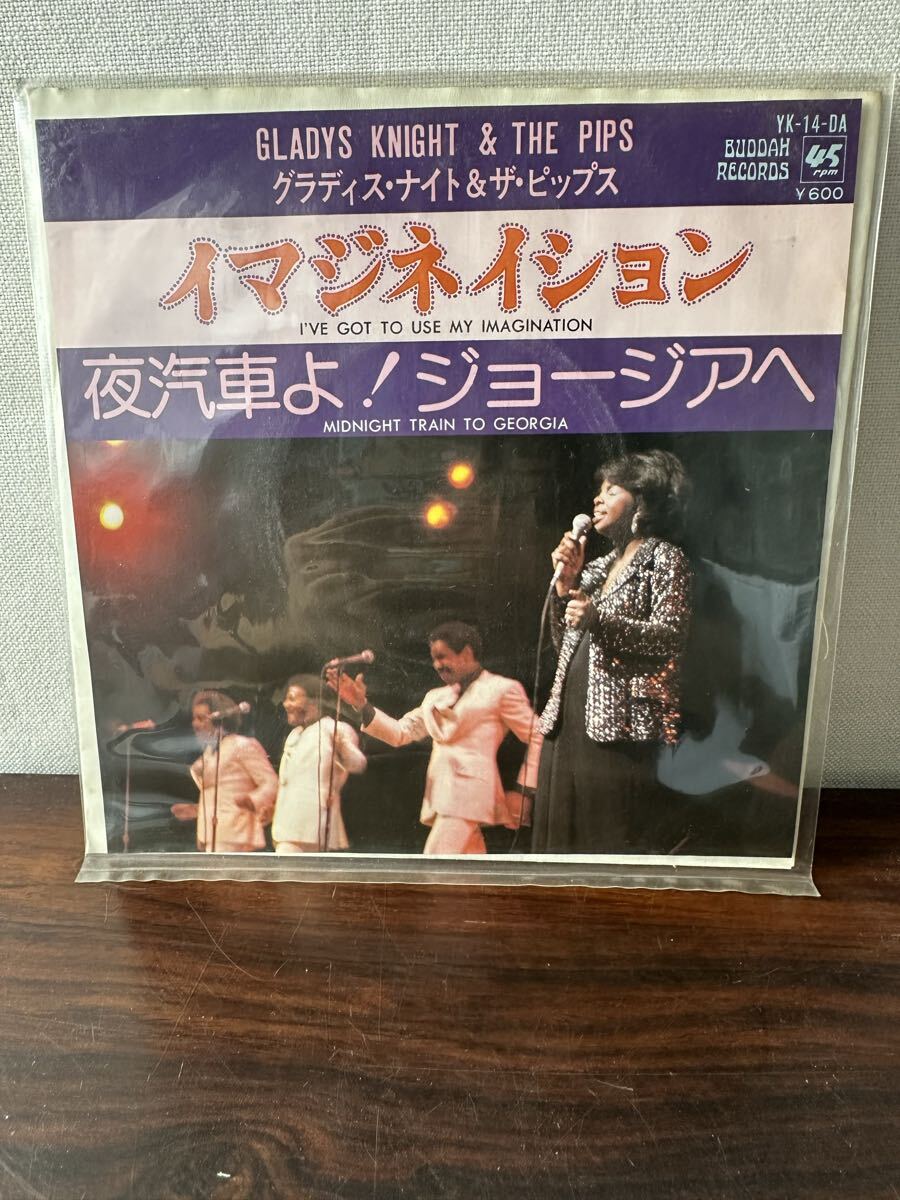 GLADYS KNIGHT & THE PIPS
グラディス・ナイト&ザ・ピップス
YK-14-DA
BUDDAH
RECORDS
45
rpm
¥600
イマジネイション
I'VE GOT TO USE MY IMAGINATION
夜汽車よ!ジョージアへ
MIDNIGHT TRAIN TO GEORGIA